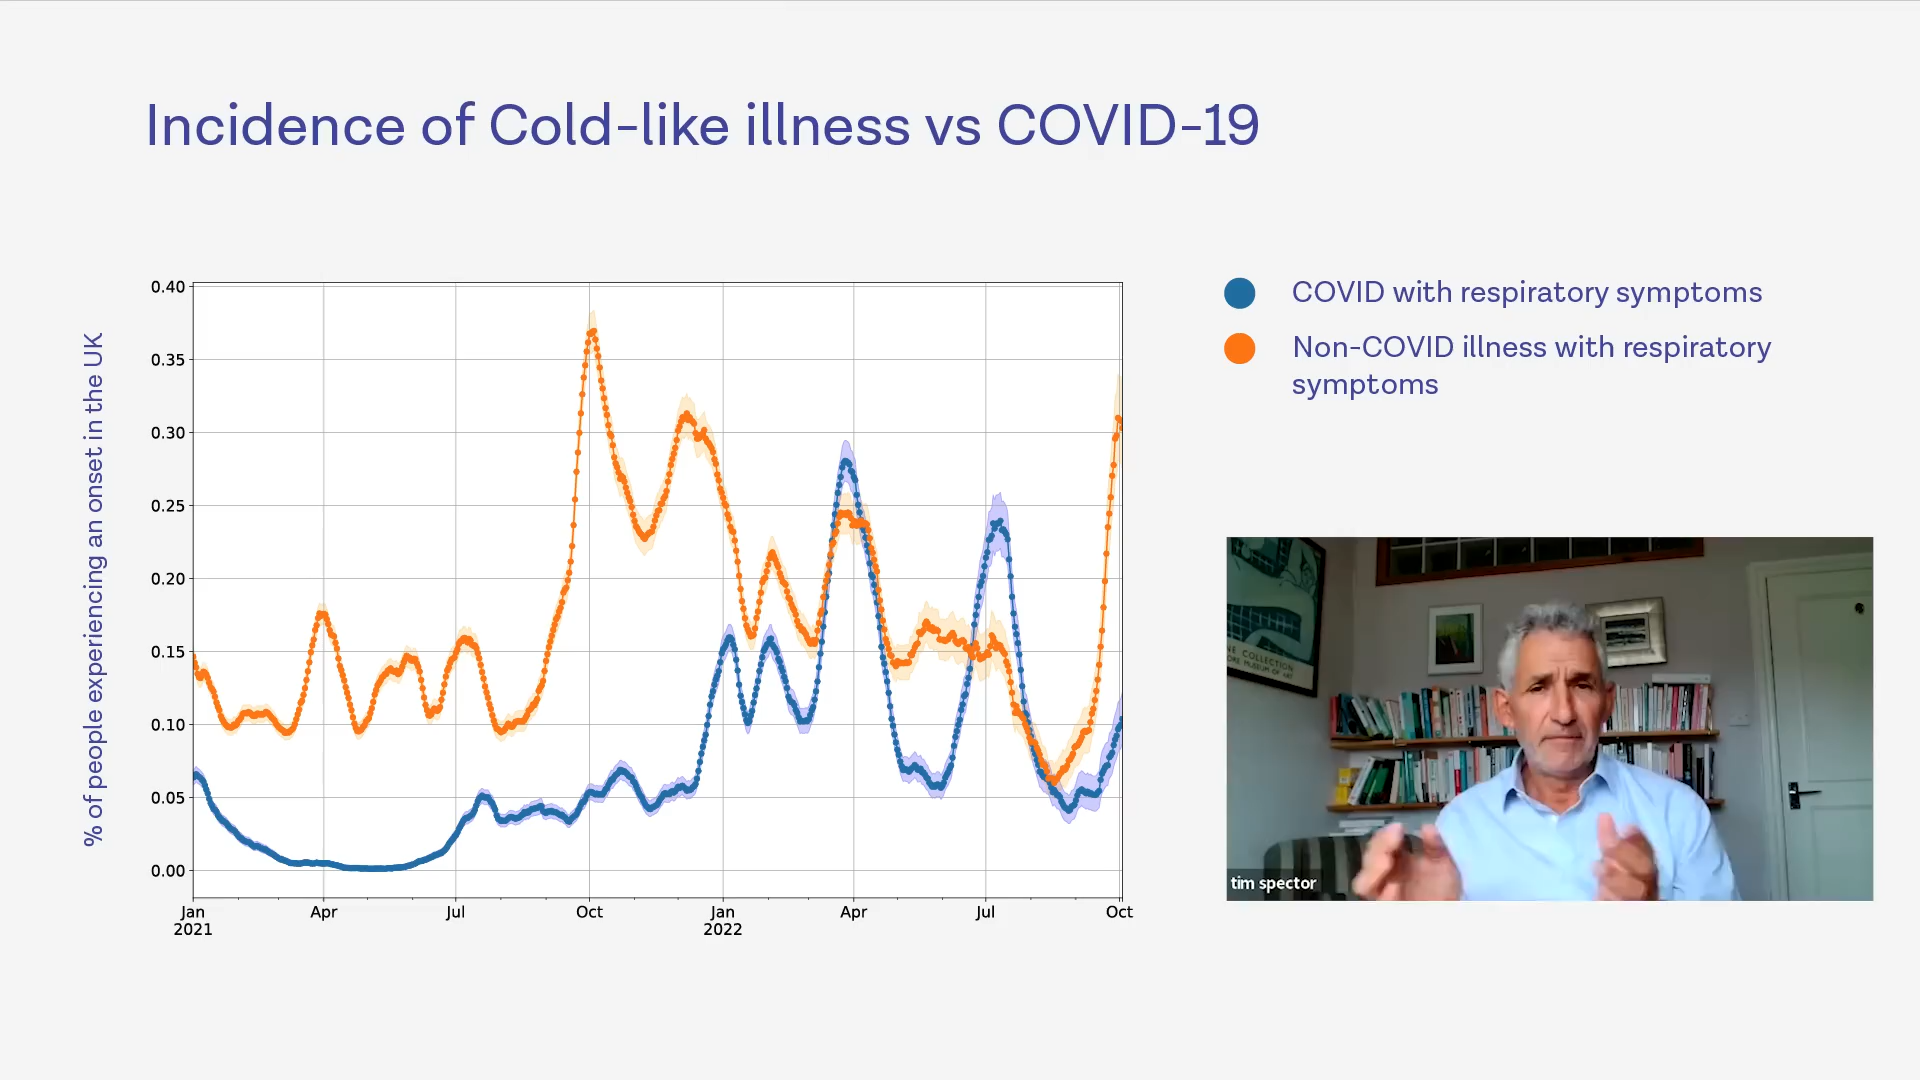 Incidence of Cold-like illness vs COVID-19
% of people experiencing an onset in the UK
0.40
0.35
0.30
0.25
0.20
0.15
0.10
0.05
0.00
Jan
2021
Apr
Jul
Oct
Jan
2022
Apr
Jul
Oct
COVID with respiratory symptoms
Non-COVID illness with respiratory
symptoms
COLLECTION
tim spector